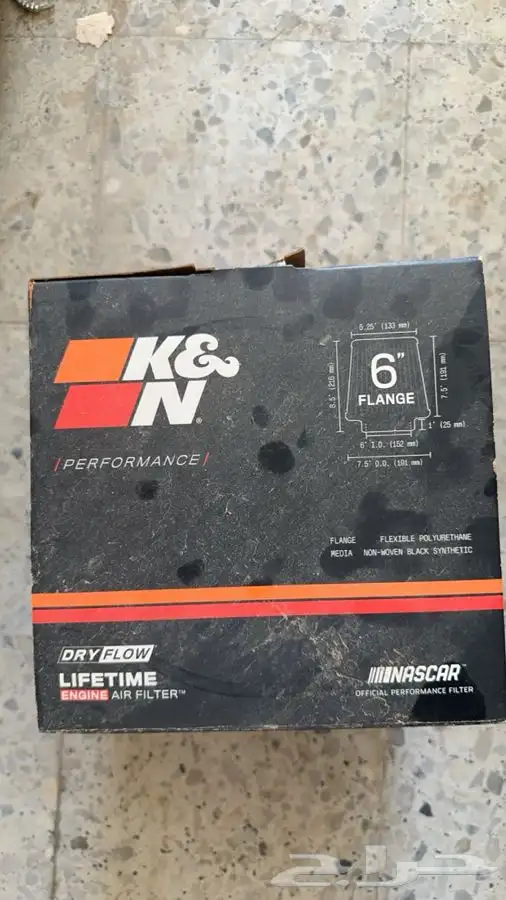 K&
N®
/PERFORMANCE/
5.25" (133 mm)
8.5" (216 mm)
6"
FLANGE
7.5" (191 mm)
1" (25 mm)
6" I.D. (152 mm)
7.5" O.D. (191 mm)
FLANGE FLEXIBLE POLYURETHANE
MEDIA NON-WOVEN BLACK SYNTHETIC
DRYFLOW
LIFETIME
ENGINE AIR FILTER™
NASCAR
OFFICIAL PERFORMANCE FILTER
حراج